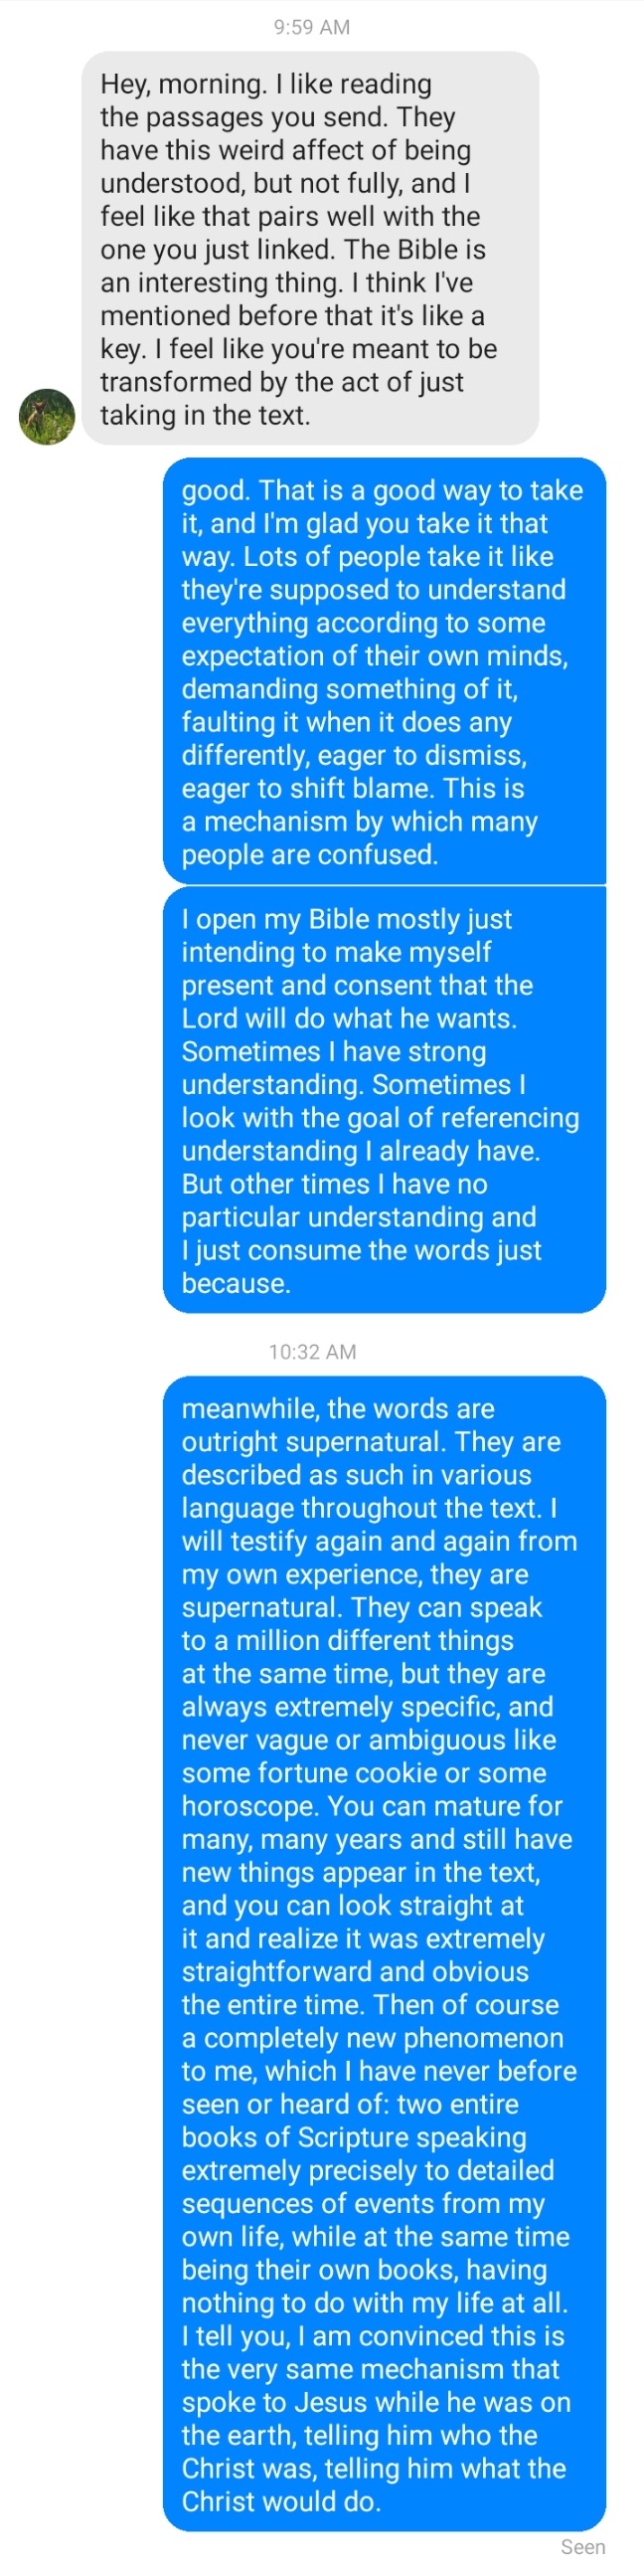 9:59 AM
Hey, morning. I like reading
the passages you send. They
have this weird affect of being
understood, but not fully, and I
feel like that pairs well with the
one you just linked. The Bible is
an interesting thing. I think I've
mentioned before that it's like a
key. I feel like you're meant to be
transformed by the act of just
taking in the text.
good. That is a good way to take
it, and I'm glad you take it that
way. Lots of people take it like
they're supposed to understand
everything according to some
expectation of their own minds,
demanding something of it,
faulting it when it does any
differently, eager to dismiss,
eager to shift blame. This is
a mechanism by which many
people are confused.
I open my Bible mostly just
intending to make myself
present and consent that the
Lord will do what he wants.
Sometimes I have strong
understanding. Sometimes I
look with the goal of referencing
understanding I already have.
But other times I have no
particular understanding and
I just consume the words just
because.
10:32 AM
meanwhile, the words are
outright supernatural. They are
described as such in various
language throughout the text. I
will testify again and again from
my own experience, they are
supernatural. They can speak
to a million different things
at the same time, but they are
always extremely specific, and
never vague or ambiguous like
some fortune cookie or some
horoscope. You can mature for
many, many years and still have
new things appear in the text,
and you can look straight at
it and realize it was extremely
straightforward and obvious
the entire time. Then of course
a completely new phenomenon
to me, which I have never before
seen or heard of: two entire
books of Scripture speaking
extremely precisely to detailed
sequences of events from my
own life, while at the same time
being their own books, having
nothing to do with my life at all.
I tell you, I am convinced this is
the very same mechanism that
spoke to Jesus while he was on
the earth, telling him who the
Christ was, telling him what the
Christ would do.
Seen